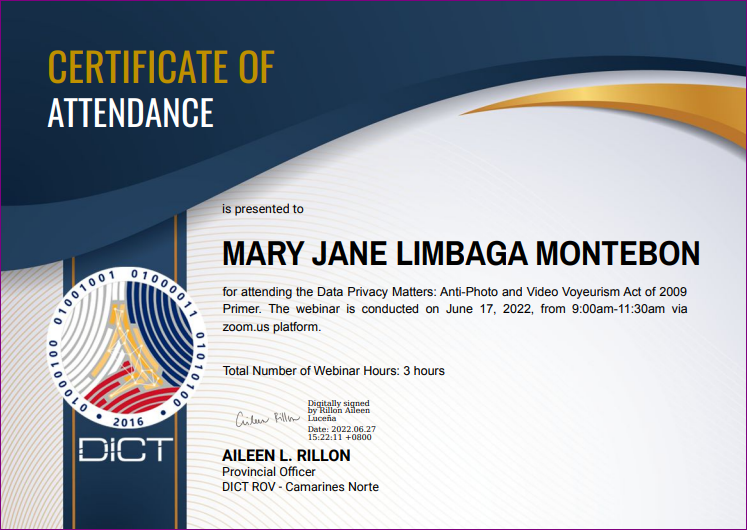 CERTIFICATE OF
ATTENDANCE
is presented to
MARY JANE LIMBAGA MONTEBON
for attending the Data Privacy Matters: Anti-Photo and Video Voyeurism Act of 2009
Primer. The webinar is conducted on June 17, 2022, from 9:00am-11:30am via
zoom.us platform.
Total Number of Webinar Hours: 3 hours
Aileen Rillon
Digitally signed
by Rillon Aileen
Luceña
Date: 2022.06.27
15:22:11 +0800
AILEEN L. RILLON
Provincial Officer
DICT ROV - Camarines Norte
01000100 01001001 01000011 01010100
2016
DICT